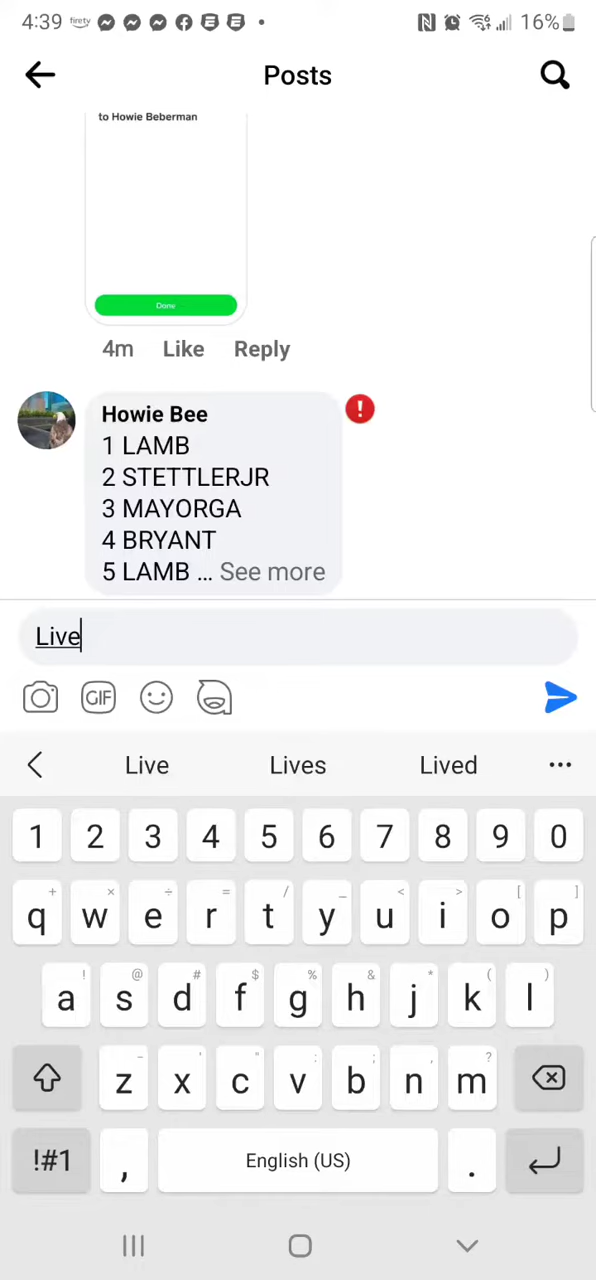 4:39 firety 16%
Posts
to Howie Beberman
Done
4m Like Reply
Howie Bee
1 LAMB
2 STETTLERJR
3 MAYORGA
4 BRYANT
5 LAMB ... See more
Live
GIF
Live Lives Lived
1 2 3 4 5 6 7 8 9 0
+ × ÷ = / _ < > [ ]
q w e r t y u i o p
! @ # $ % & * ( )
a s d f g h j k l
- ' " : ; , ?
z x c v b n m
!#1 , English (US) .